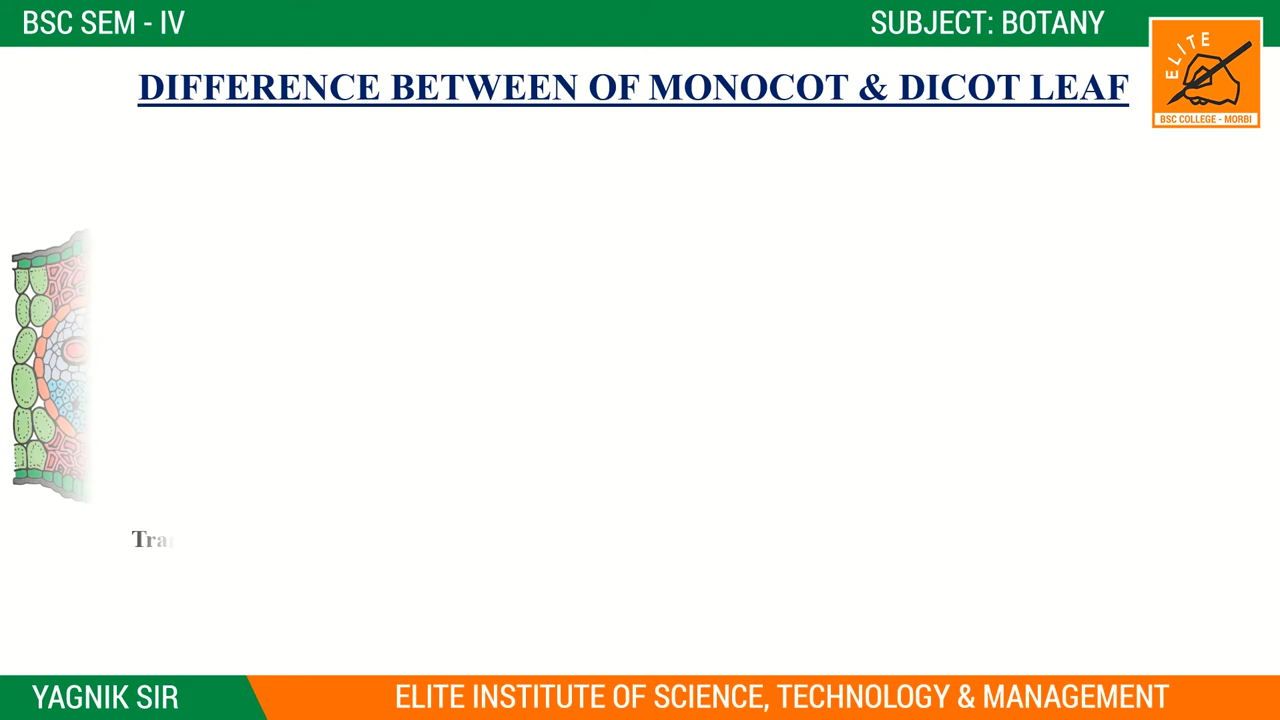 BSC SEM - IV
SUBJECT: BOTANY
ELITE
BSC COLLEGE - MORBI
DIFFERENCE BETWEEN OF MONOCOT & DICOT LEAF
YAGNIK SIR
ELITE INSTITUTE OF SCIENCE, TECHNOLOGY & MANAGEMENT